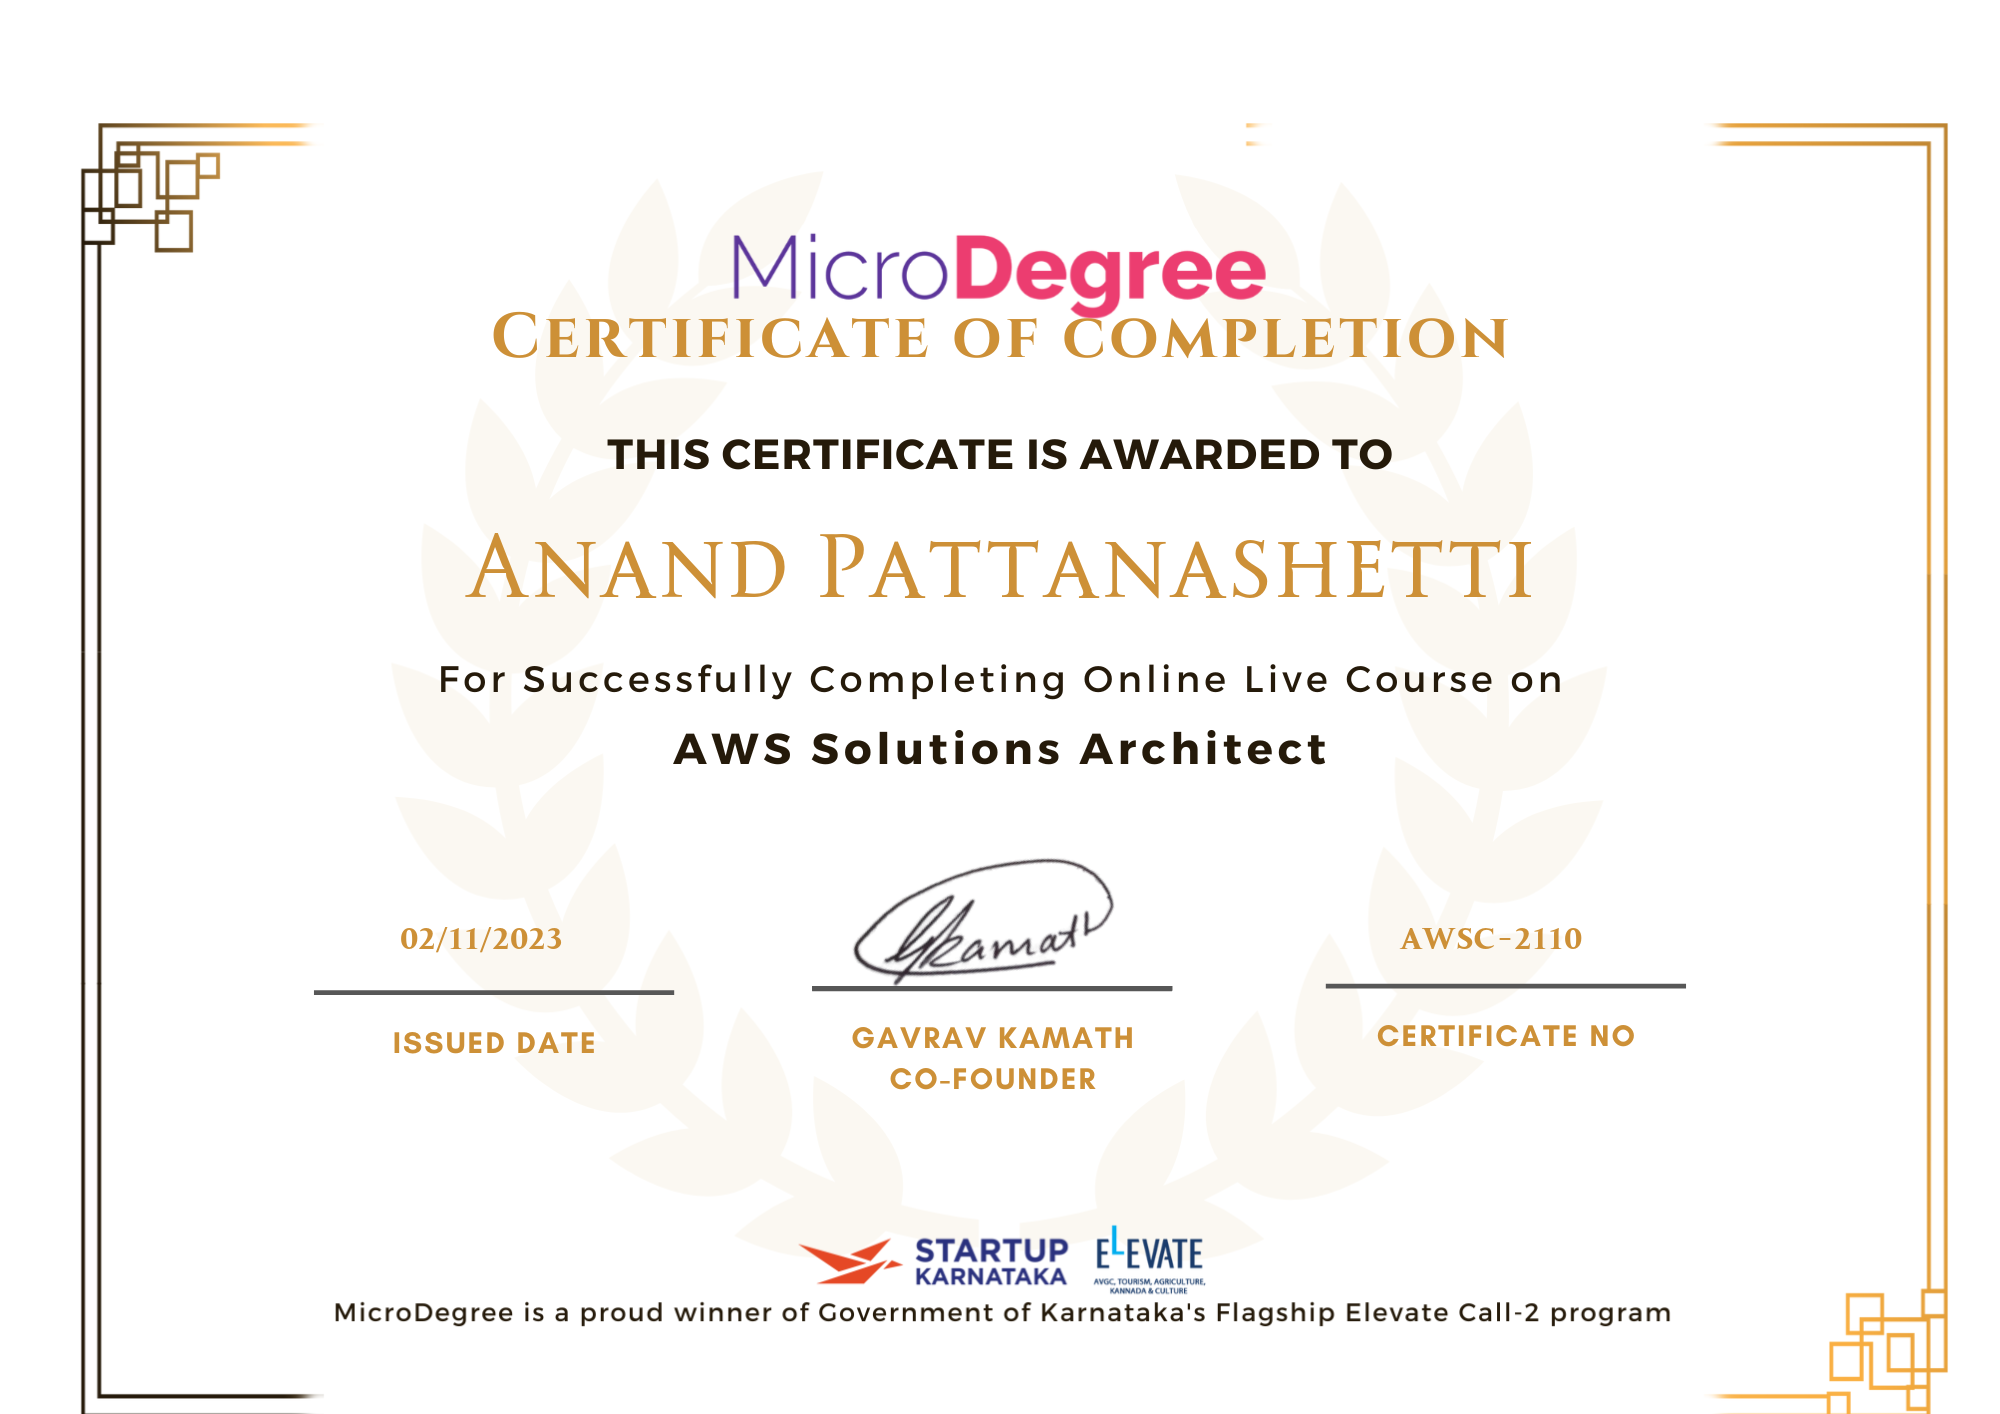 MicroDegree
Certificate of completion
THIS CERTIFICATE IS AWARDED TO
Anand Pattanashetti
For Successfully Completing Online Live Course on
AWS Solutions Architect
GKamath
02/11/2023
AWSC-2110
ISSUED DATE
GAVRAV KAMATH
CO-FOUNDER
CERTIFICATE NO
STARTUP
KARNATAKA
ELEVATE
AVGC, TOURISM, AGRICULTURE,
KANNADA & CULTURE
MicroDegree is a proud winner of Government of Karnataka's Flagship Elevate Call-2 program